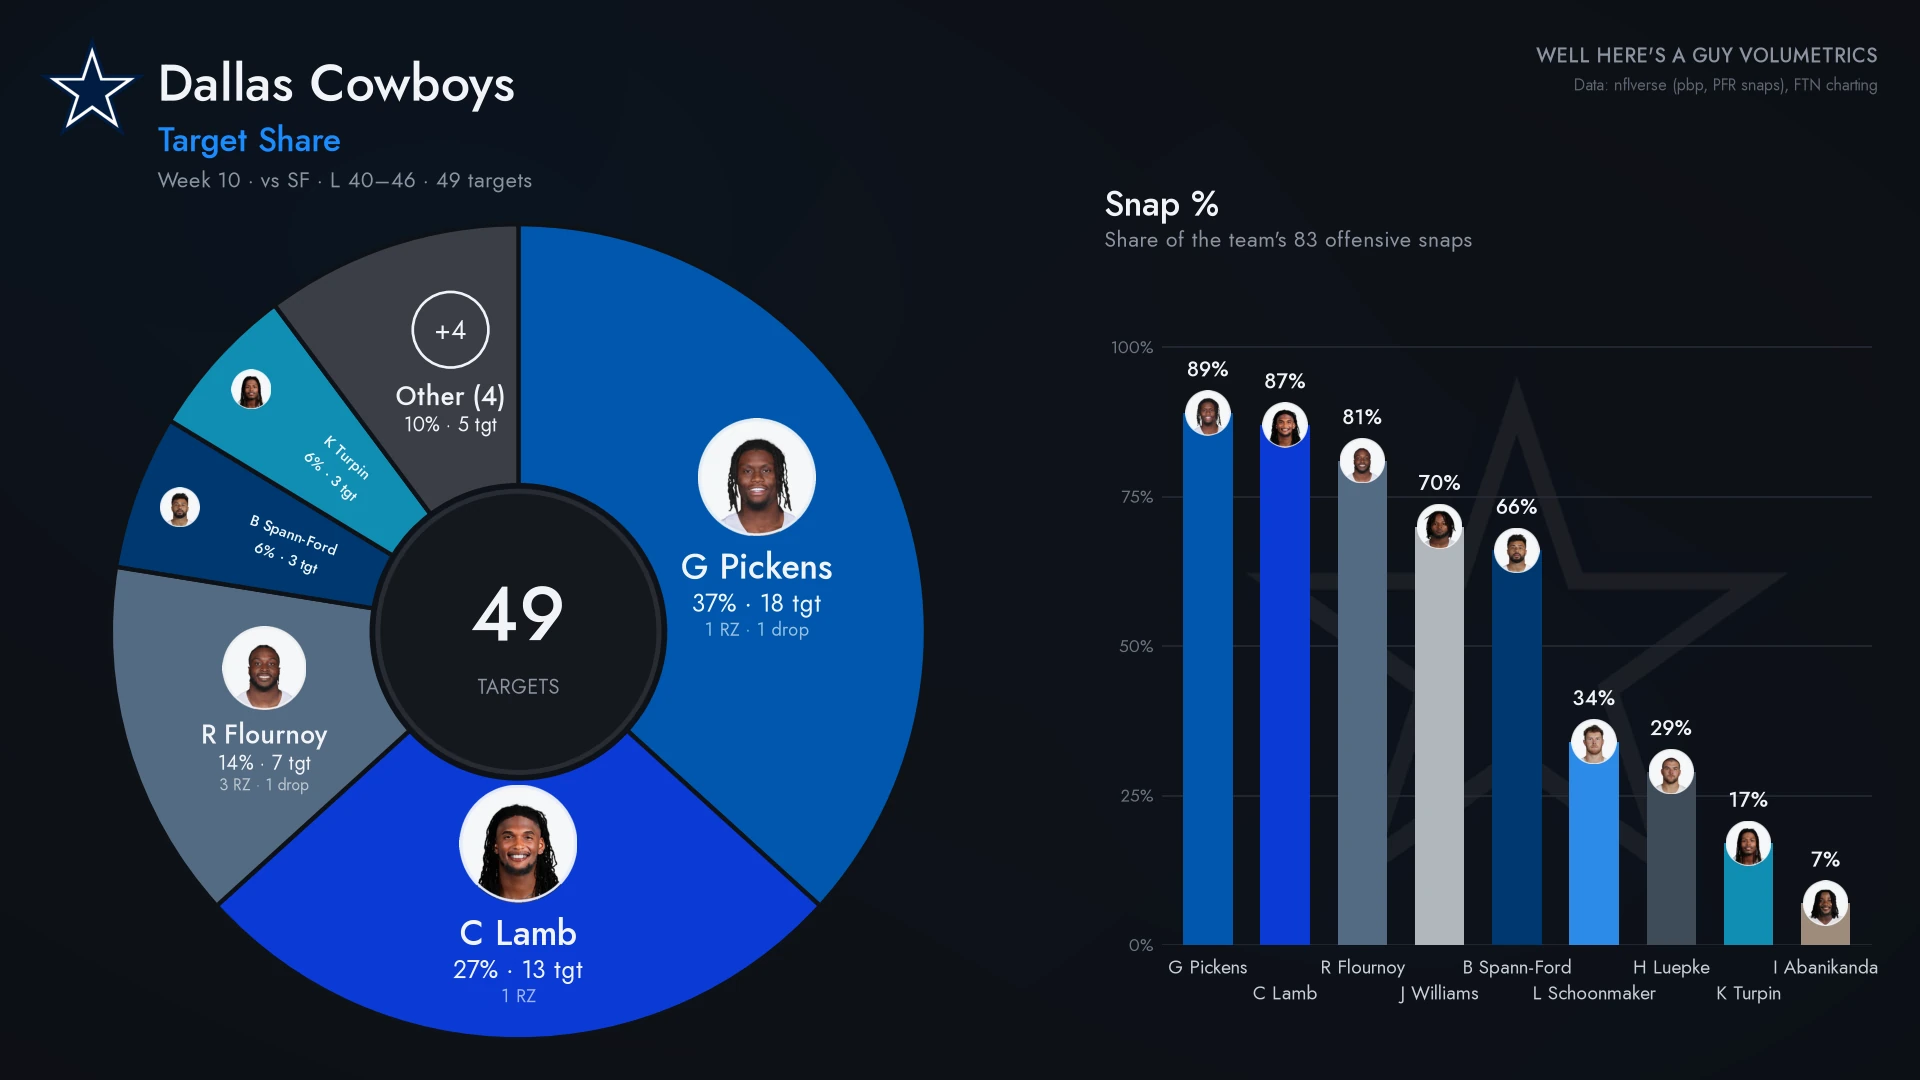 Dallas Cowboys
Target Share
Week 10 · vs SF · L 40–46 · 49 targets
WELL HERE'S A GUY VOLUMETRICS
Data: nflverse (pbp, PFR snaps), FTN charting
+4
Other (4)
10% · 5 tgt
K Turpin
6% · 3 tgt
B Spann-Ford
6% · 3 tgt
G Pickens
37% · 18 tgt
1 RZ · 1 drop
49
TARGETS
R Flournoy
14% · 7 tgt
3 RZ · 1 drop
C Lamb
27% · 13 tgt
1 RZ
Snap %
Share of the team's 83 offensive snaps
100%
75%
50%
25%
0%
89%
87%
81%
70%
66%
34%
29%
17%
7%
G Pickens
C Lamb
R Flournoy
J Williams
B Spann-Ford
L Schoonmaker
H Luepke
K Turpin
I Abanikanda